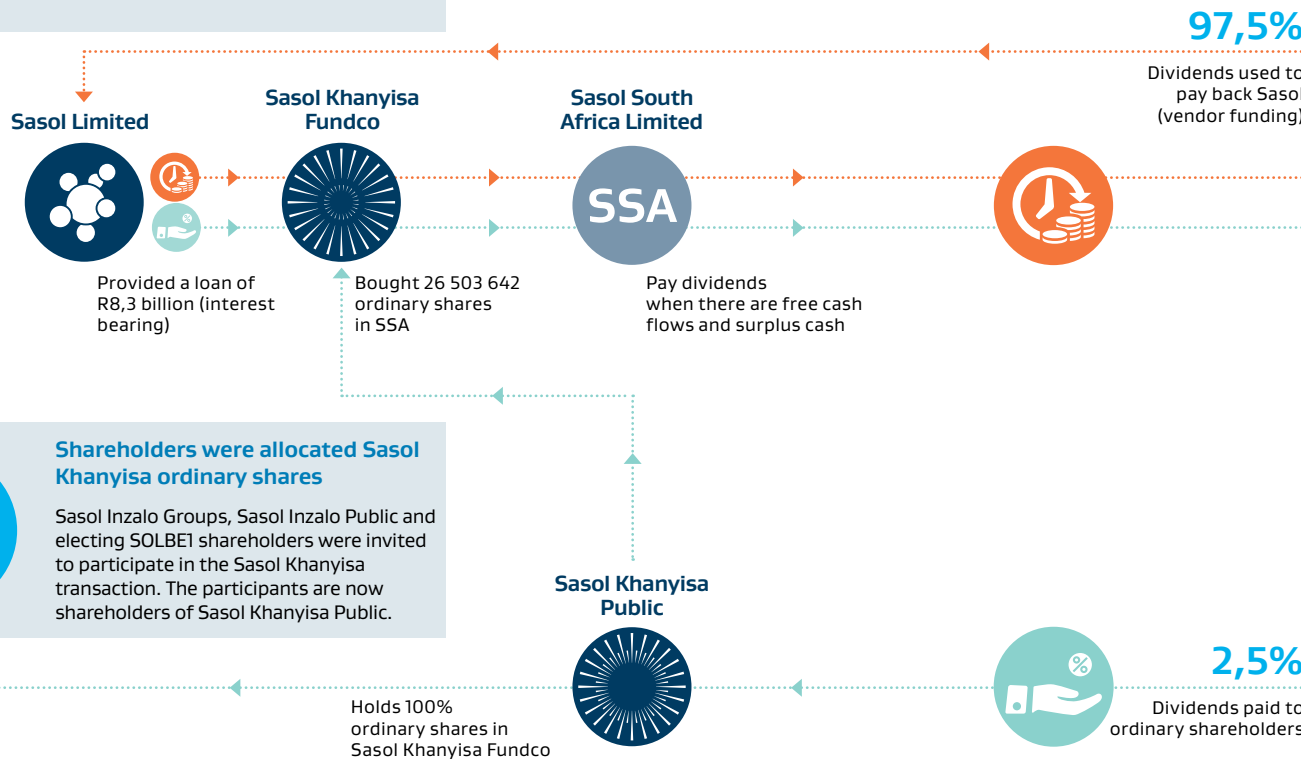 97,5%
Dividends used to
pay back Sasol
(vendor funding)
Sasol Limited
Sasol Khanyisa
Fundco
Sasol South
Africa Limited
%
SSA
Provided a loan of
R8,3 billion (interest
bearing)
Bought 26 503 642
ordinary shares
in SSA
Pay dividends
when there are free cash
flows and surplus cash
Shareholders were allocated Sasol
Khanyisa ordinary shares
Sasol Inzalo Groups, Sasol Inzalo Public and
electing SOLBE1 shareholders were invited
to participate in the Sasol Khanyisa
transaction. The participants are now
shareholders of Sasol Khanyisa Public.
Sasol Khanyisa
Public
Holds 100%
ordinary shares in
Sasol Khanyisa Fundco
%
2,5%
Dividends paid to
ordinary shareholders